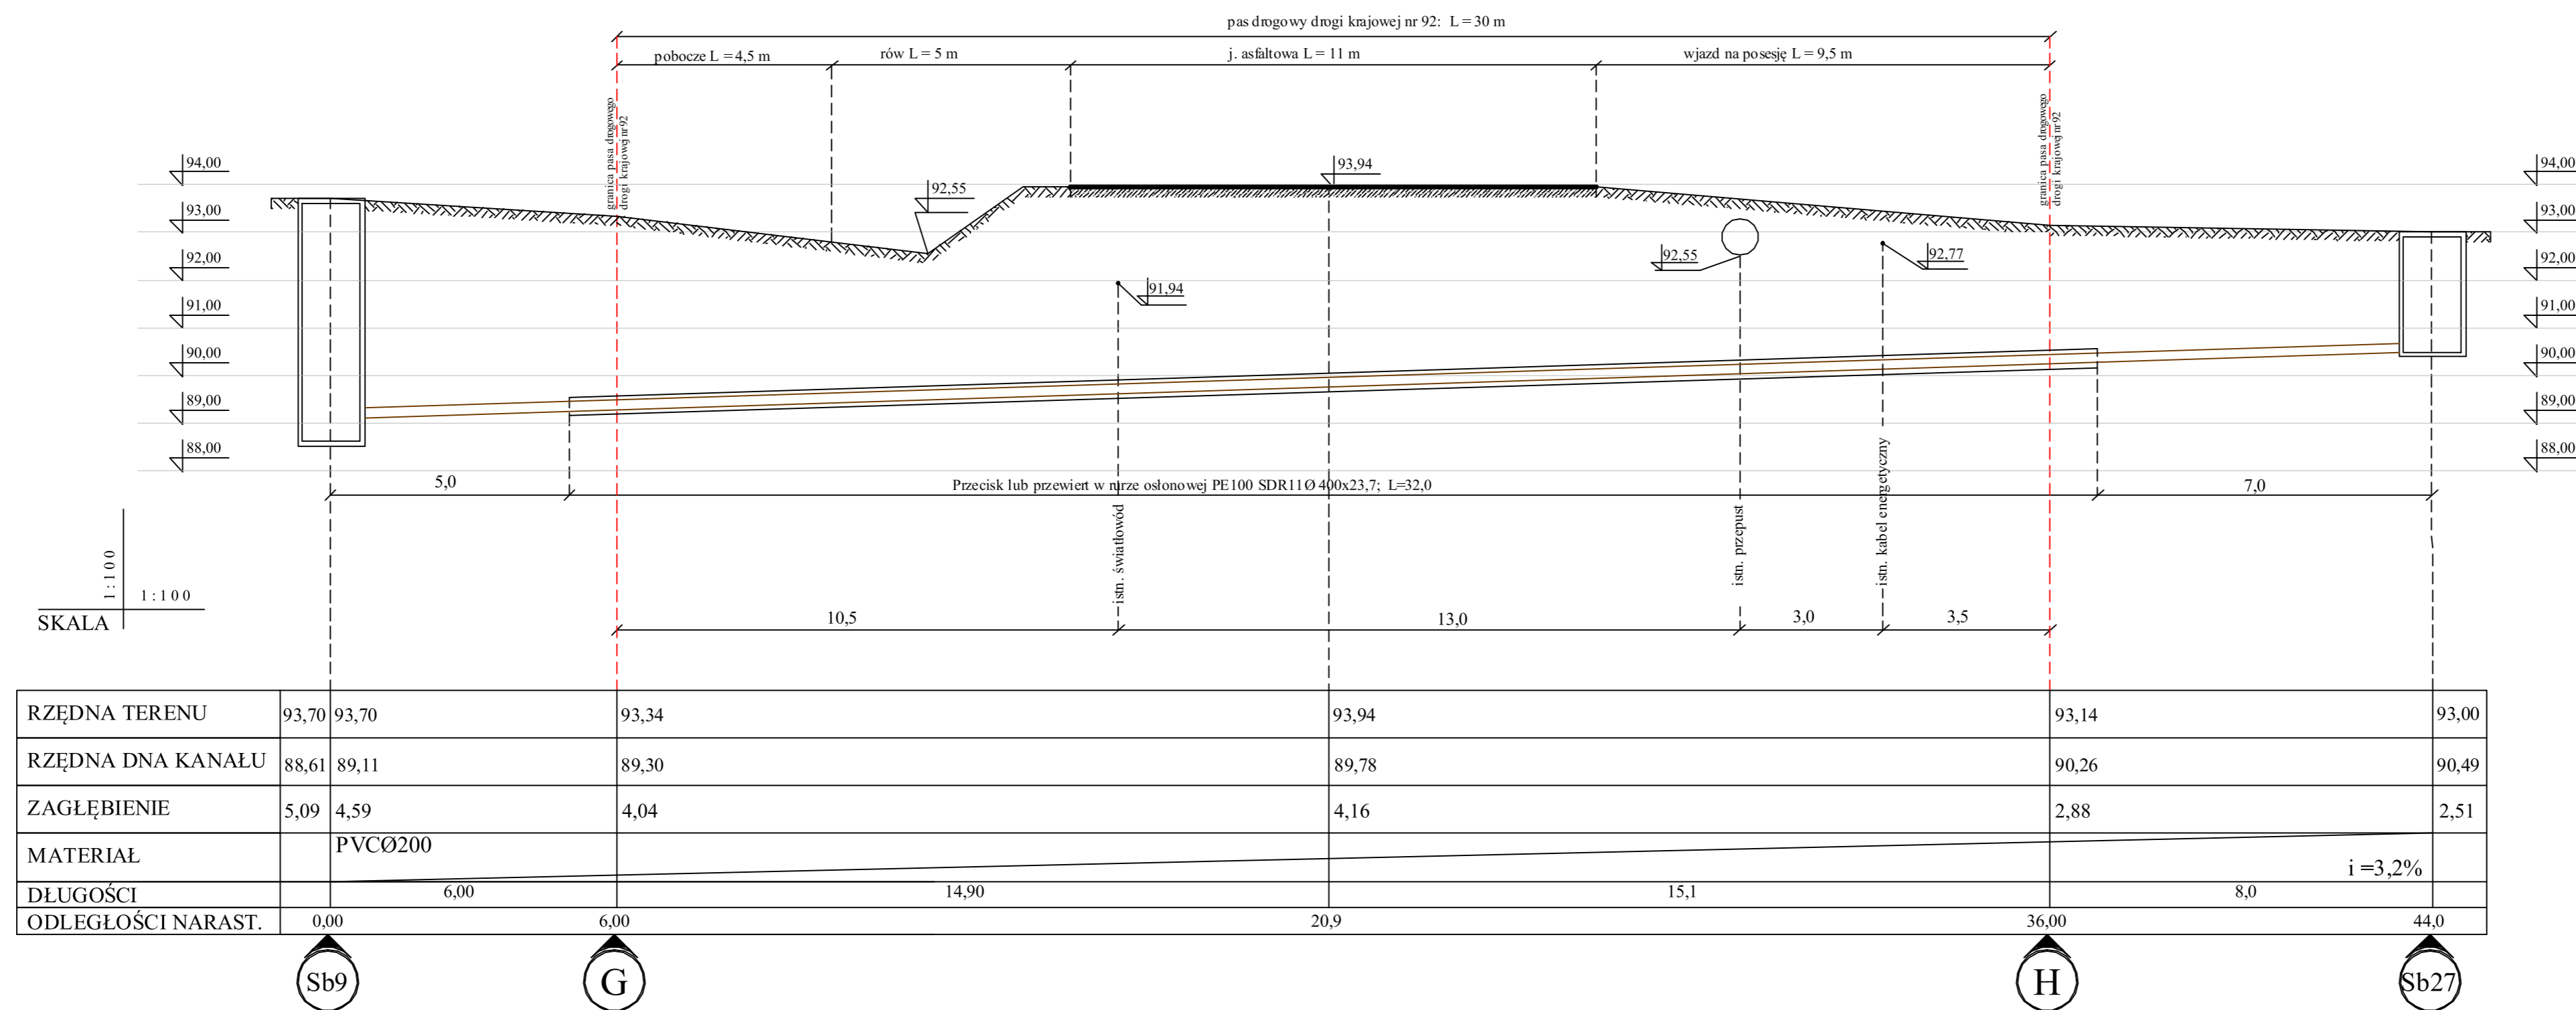 pas drogowy drogi krajowej nr 92: L = 30 m
pobocze L = 4,5 m
rów L = 5 m
j. asfaltowa L = 11 m
wjazd na posesję L = 9,5 m
granica pasa drogowego
drogi krajowej nr 92
granica pasa drogowego
drogi krajowej nr 92
94,00
93,00
92,00
91,00
90,00
89,00
88,00
92,55
93,94
91,94
92,55
92,77
94,00
93,00
92,00
91,00
90,00
89,00
88,00
5,0
Przecisk lub przewiert w rurze osłonowej PE100 SDR11Ø 400x23,7; L=32,0
7,0
istn. światłowód
istn. przepust
istn. kabel energetyczny
1:100
1:100
SKALA
10,5
13,0
3,0
3,5
RZĘDNA TERENU 93,70 93,70 93,34 93,94 93,14 93,00
RZĘDNA DNA KANAŁU 88,61 89,11 89,30 89,78 90,26 90,49
ZAGŁĘBIENIE 5,09 4,59 4,04 4,16 2,88 2,51
MATERIAŁ PVCØ200 i =3,2%
DŁUGOŚCI 6,00 14,90 15,1 8,0
ODLEGŁOŚCI NARAST. 0,00 6,00 20,9 36,00 44,0
Sb9 G H Sb27